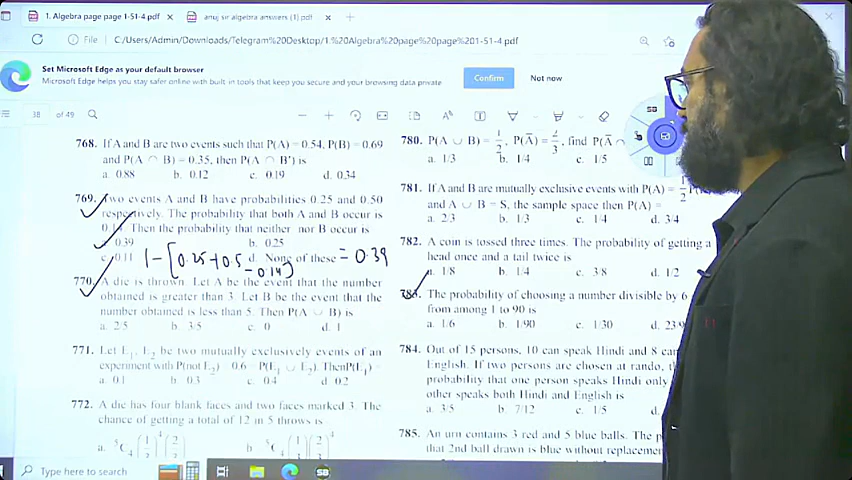 1. Algebra page page 1-51-4.pdf
anuj sir algebra answers (1).pdf
File
C:/Users/Admin/Downloads/Telegram Desktop/1.%20Algebra%20page%20page%201-51-4.pdf
Set Microsoft Edge as your default browser
Microsoft Edge helps you stay safer online with built-in tools that keep you secure and your browsing data private
Confirm
Not now
38 of 49
768. If A and B are two events such that P(A) = 0.54, P(B) = 0.69
and P(A ∩ B) = 0.35, then P(A ∩ B') is
a. 0.88 b. 0.12 c. 0.19 d. 0.34
769. Two events A and B have probabilities 0.25 and 0.50
respectively. The probability that both A and B occur is
0.14. Then the probability that neither nor B occur is
0.39 b. 0.25
c. 0.11 d. None of these
1-[0.25+0.5-0.14] = 0.39
770. A die is thrown. Let A be the event that the number
obtained is greater than 3. Let B be the event that the
number obtained is less than 5. Then P(A ∪ B) is
a. 2/5 b. 3/5 c. 0 d. 1
771. Let E₁, E₂ be two mutually exclusively events of an
experiment with P(not E₂) = 0.6 = P(E₁ ∪ E₂). Then P(E₁) =
a. 0.1 b. 0.3 c. 0.4 d. 0.2
772. A die has four blank faces and two faces marked 3. The
chance of getting a total of 12 in 5 throws is
780. P(A ∪ B) = 1/2, P(Ā) = 2/3, find P(Ā ∩
a. 1/3 b. 1/4 c. 1/5
781. If A and B are mutually exclusive events with P(A) = 1/2
and A ∪ B = S, the sample space then P(A) =
a. 2/3 b. 1/3 c. 1/4 d. 3/4
782. A coin is tossed three times. The probability of getting a
head once and a tail twice is
a. 1/8 b. 1/4 c. 3/8 d. 1/2
783. The probability of choosing a number divisible by 6
from among 1 to 90 is
a. 1/6 b. 1/90 c. 1/30 d. 23/9
784. Out of 15 persons, 10 can speak Hindi and 8 can
English. If two persons are chosen at rando, th
probability that one person speaks Hindi only
other speaks both Hindi and English is
a. 3/5 b. 7/12 c. 1/5 d.
785. An urn contains 3 red and 5 blue balls. The p
that 2nd ball drawn is blue without replaceme
Type here to search
SB